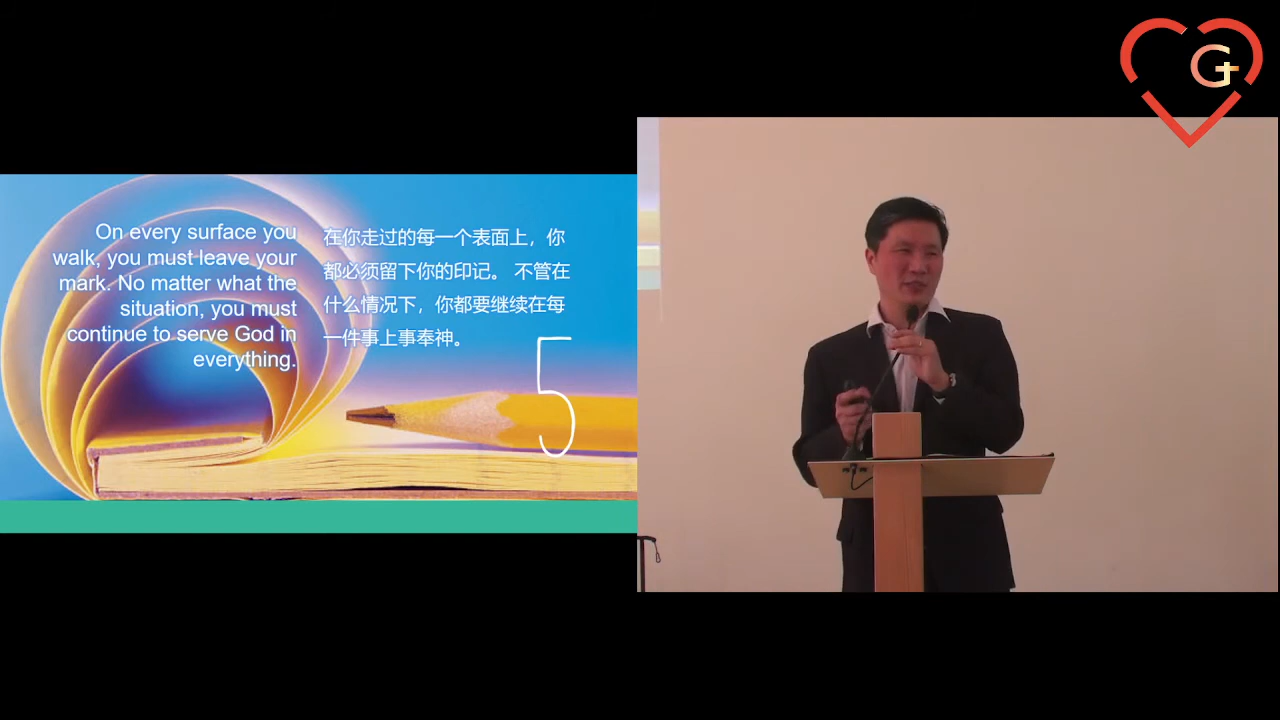 On every surface you
walk, you must leave your
mark. No matter what the
situation, you must
continue to serve God in
everything.
在你走过的每一个表面上，你
都必须留下你的印记。 不管在
什么情况下，你都要继续在每
一件事上事奉神。
5
G